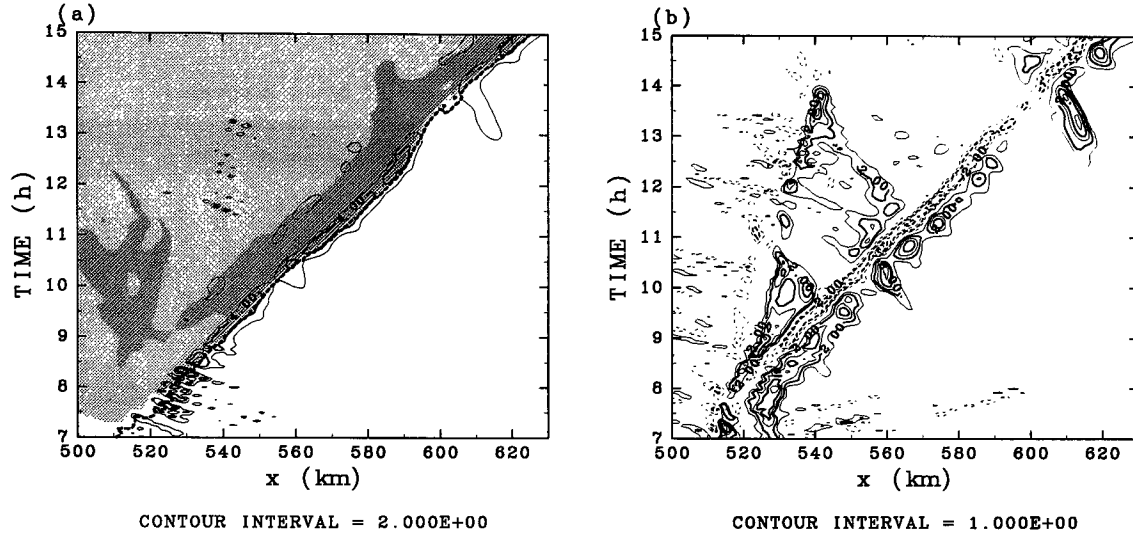 (a)
15
14
13
12
11
10
9
8
7
TIME (h)
500 520 540 560 580 600 620
x (km)
CONTOUR INTERVAL = 2.000E+00
(b)
15
14
13
12
11
10
9
8
7
TIME (h)
500 520 540 560 580 600 620
x (km)
CONTOUR INTERVAL = 1.000E+00